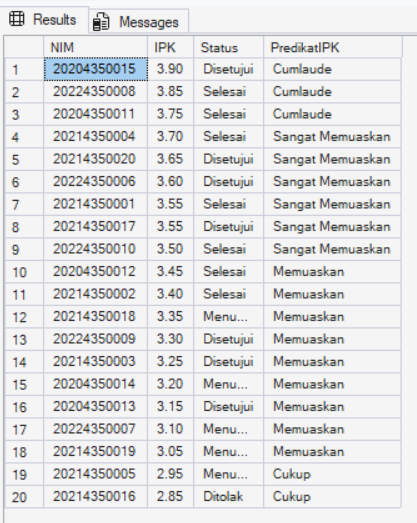 Results Messages
NIM IPK Status PredikatIPK
1 20204350015 3.90 Disetujui Cumlaude
2 20224350008 3.85 Selesai Cumlaude
3 20204350011 3.75 Selesai Cumlaude
4 20214350004 3.70 Selesai Sangat Memuaskan
5 20214350020 3.65 Disetujui Sangat Memuaskan
6 20224350006 3.60 Disetujui Sangat Memuaskan
7 20214350001 3.55 Selesai Sangat Memuaskan
8 20214350017 3.55 Disetujui Sangat Memuaskan
9 20224350010 3.50 Selesai Sangat Memuaskan
10 20204350012 3.45 Selesai Memuaskan
11 20214350002 3.40 Selesai Memuaskan
12 20214350018 3.35 Menu... Memuaskan
13 20224350009 3.30 Disetujui Memuaskan
14 20214350003 3.25 Disetujui Memuaskan
15 20204350014 3.20 Menu... Memuaskan
16 20204350013 3.15 Disetujui Memuaskan
17 20224350007 3.10 Menu... Memuaskan
18 20214350019 3.05 Menu... Memuaskan
19 20214350005 2.95 Menu... Cukup
20 20214350016 2.85 Ditolak Cukup